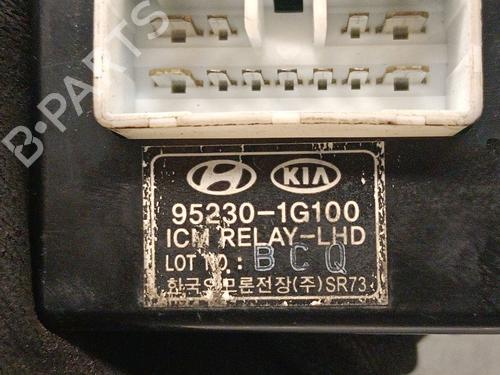 B-PARTS
HYUNDAI KIA
95230-1G100
ICM RELAY-LHD
LOT NO.: BCQ
한국오므론전장(주) SR73